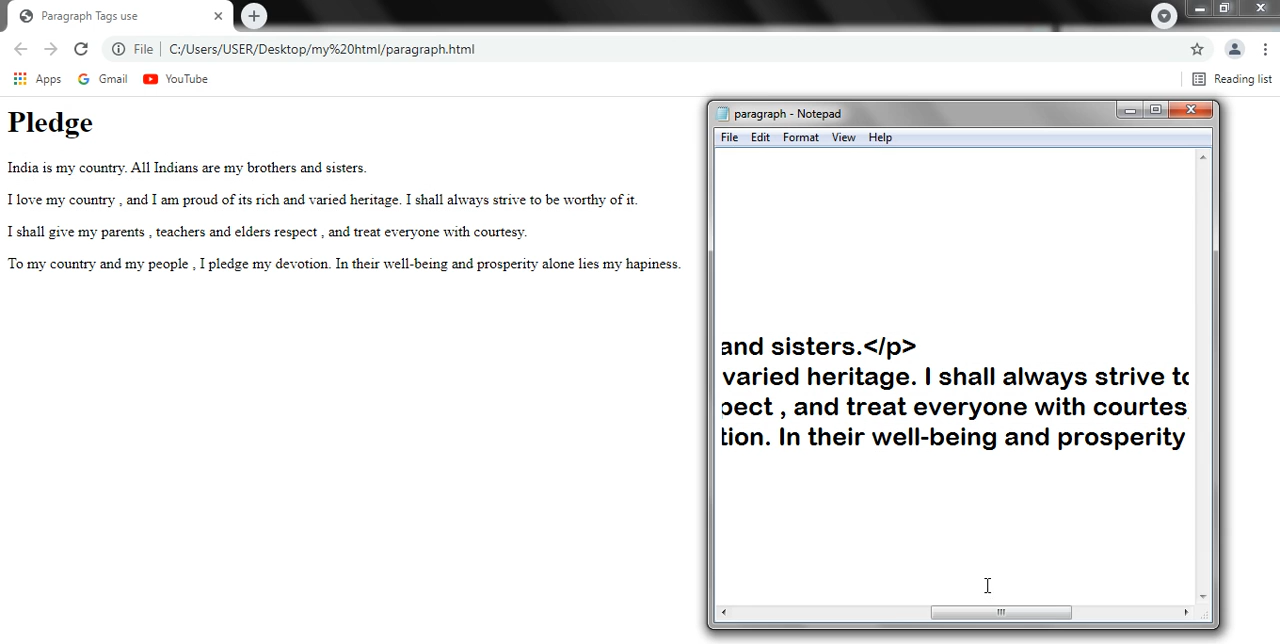 Paragraph Tags use
File C:/Users/USER/Desktop/my%20html/paragraph.html
Apps Gmail YouTube Reading list
Pledge
India is my country. All Indians are my brothers and sisters.
I love my country , and I am proud of its rich and varied heritage. I shall always strive to be worthy of it.
I shall give my parents , teachers and elders respect , and treat everyone with courtesy.
To my country and my people , I pledge my devotion. In their well-being and prosperity alone lies my hapiness.
paragraph - Notepad
File Edit Format View Help
and sisters.</p>
varied heritage. I shall always strive to
pect , and treat everyone with courtes
tion. In their well-being and prosperity